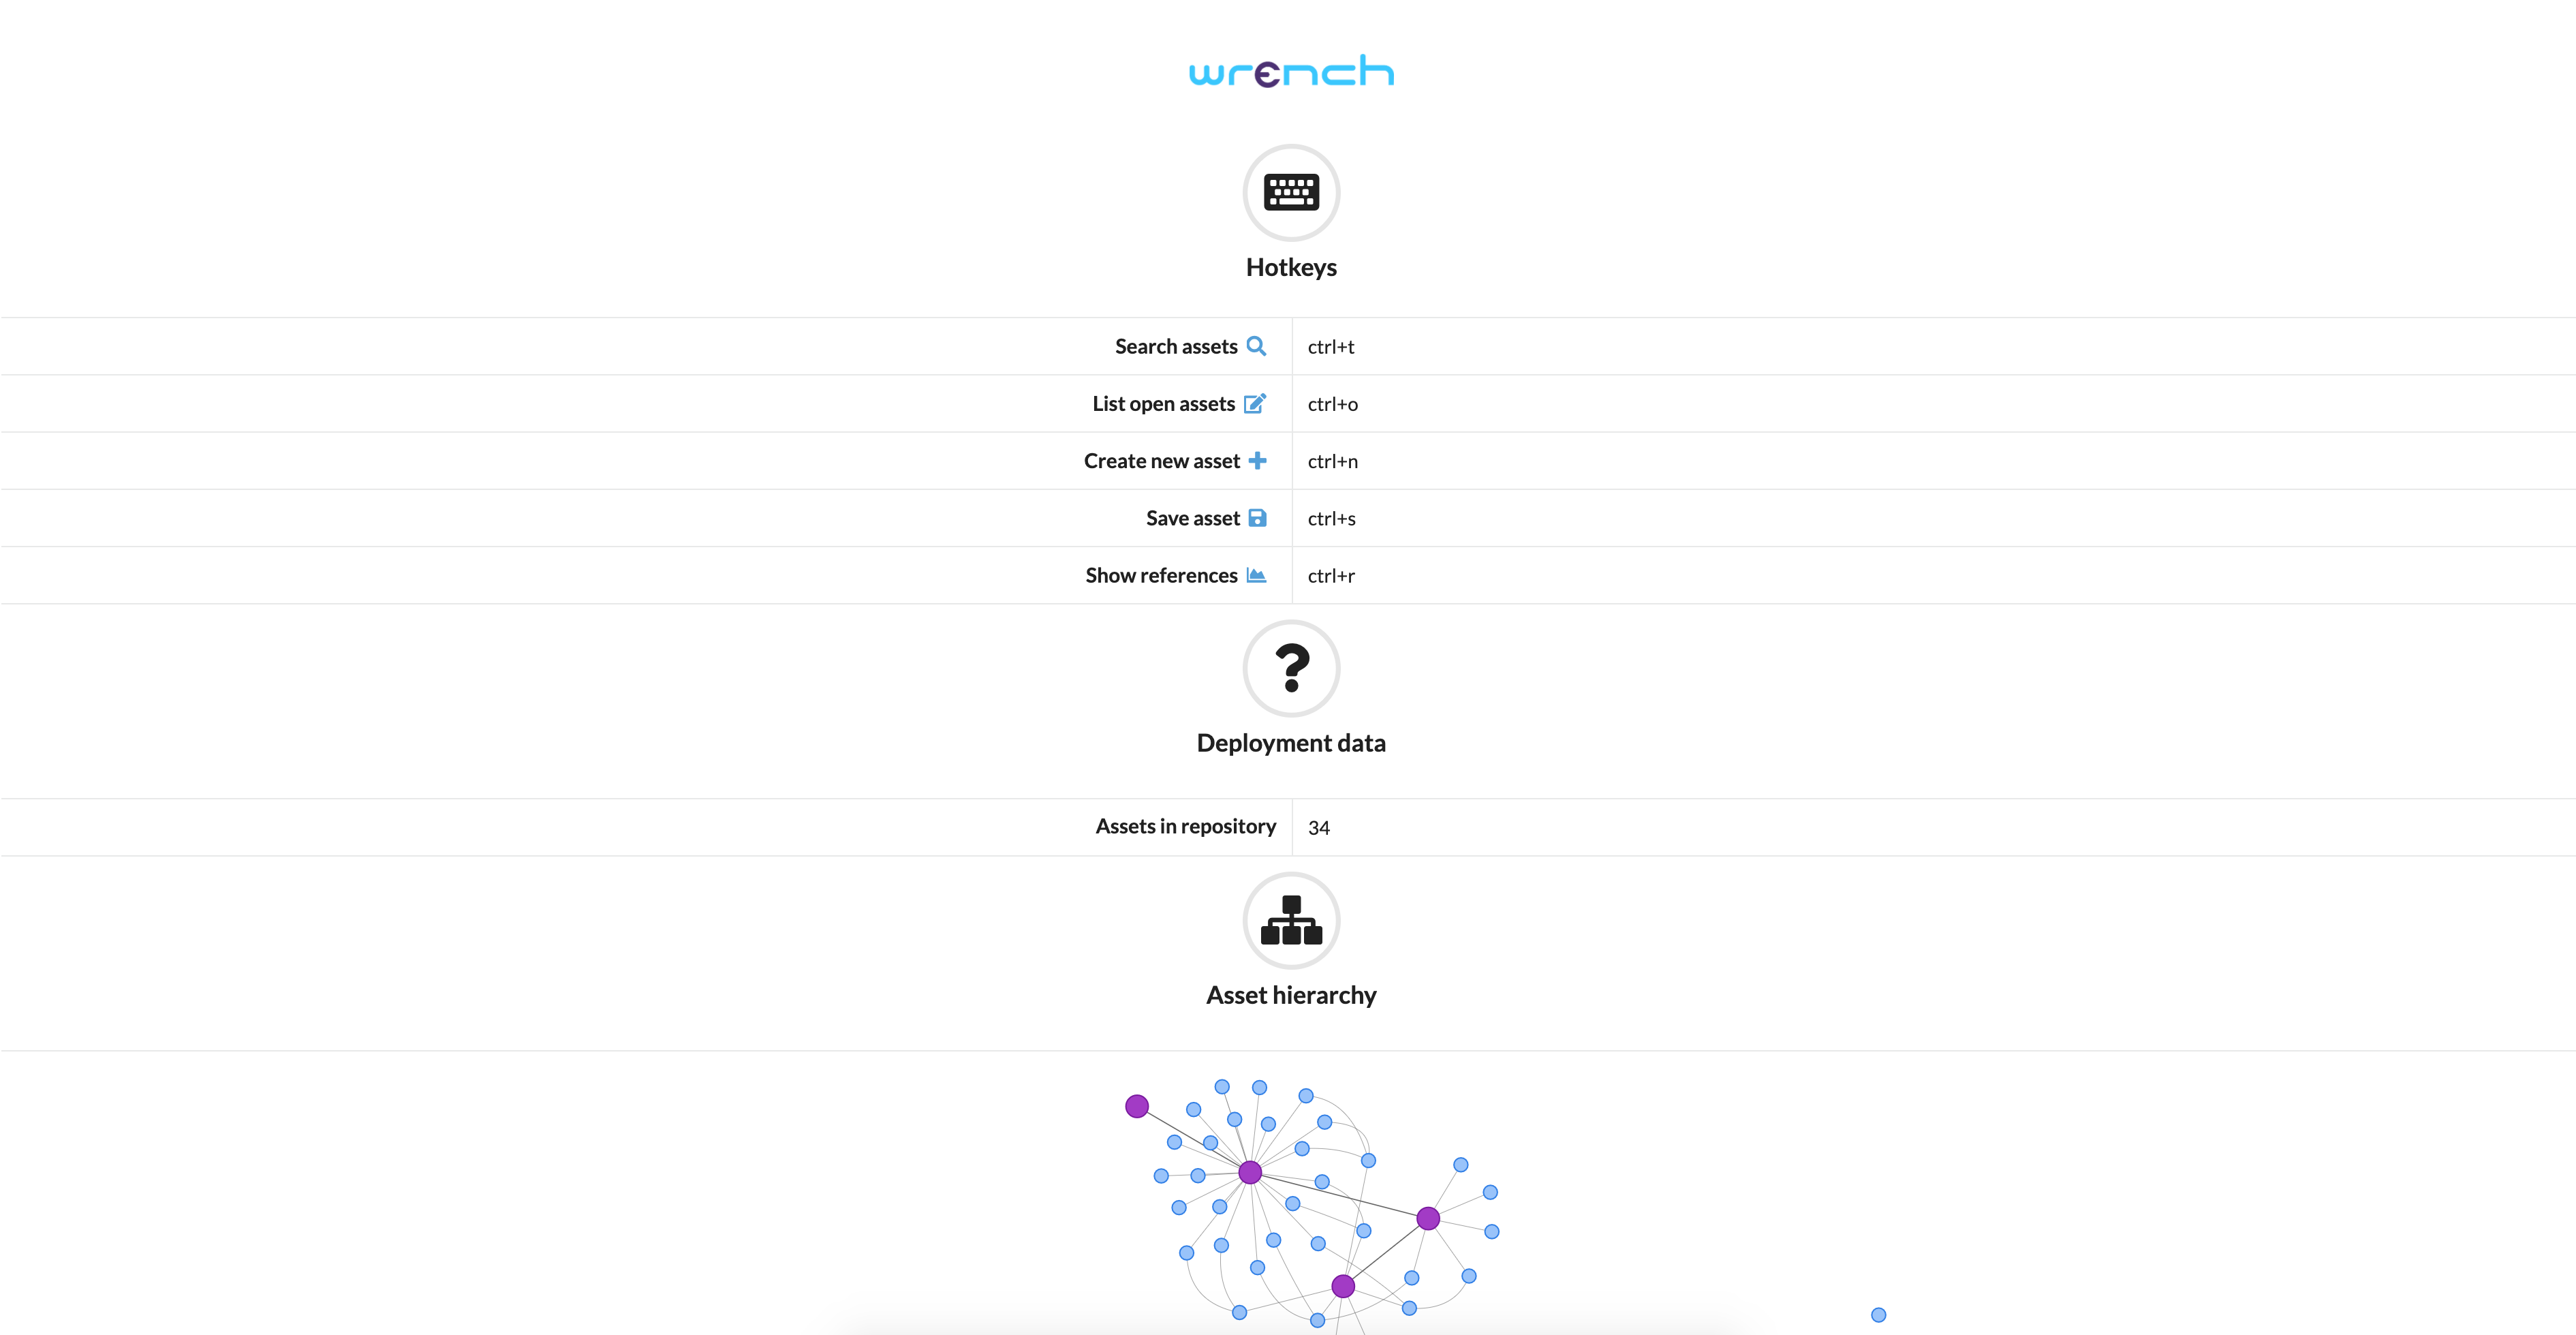 wrench
Hotkeys
Search assets ctrl+t
List open assets ctrl+o
Create new asset ctrl+n
Save asset ctrl+s
Show references ctrl+r
Deployment data
Assets in repository 34
Asset hierarchy